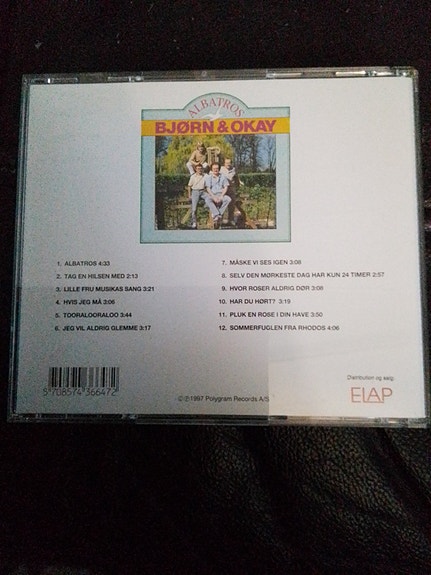 ALBATROS
BJØRN & OKAY
1. ALBATROS 4:33
2. TAG EN HILSEN MED 2:13
3. LILLE FRU MUSIKAS SANG 3:21
4. HVIS JEG MÅ 3:06
5. TOORALOORALOO 3:44
6. JEG VIL ALDRIG GLEMME 3:17
7. MÅSKE VI SES IGEN 3:08
8. SELV DEN MØRKESTE DAG HAR KUN 24 TIMER 2:57
9. HVOR ROSER ALDRIG DØR 3:08
10. HAR DU HØRT? 3:19
11. PLUK EN ROSE I DIN HAVE 3:50
12. SOMMERFUGLEN FRA RHODOS 4:06
5 708574 366472
℗©1997 Polygram Records A/S
Distribution og salg:
ELAP